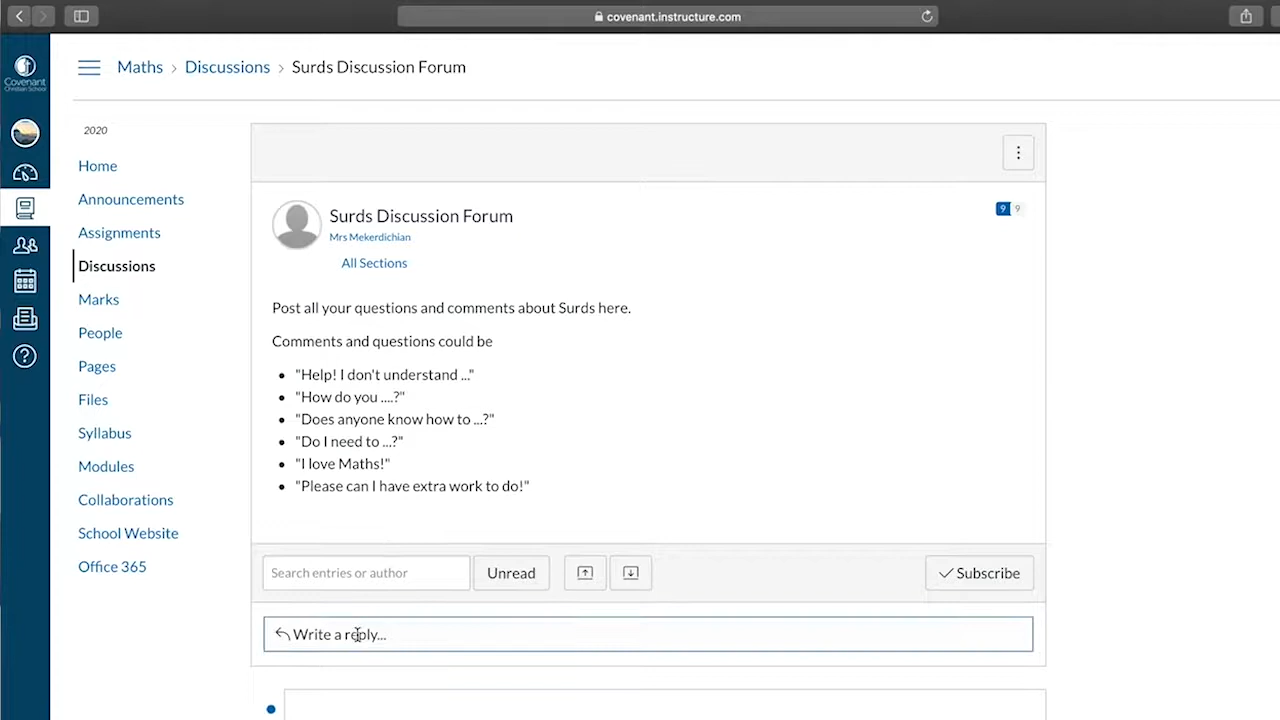 covenant.instructure.com
Covenant
Christian School
Maths › Discussions › Surds Discussion Forum
2020
Home
Announcements
Assignments
Discussions
Marks
People
Pages
Files
Syllabus
Modules
Collaborations
School Website
Office 365
Surds Discussion Forum
9 9
Mrs Mekerdichian
All Sections
Post all your questions and comments about Surds here.
Comments and questions could be
• "Help! I don't understand ..."
• "How do you ....?"
• "Does anyone know how to ...?"
• "Do I need to ...?"
• "I love Maths!"
• "Please can I have extra work to do!"
Search entries or author Unread Subscribe
Write a reply...